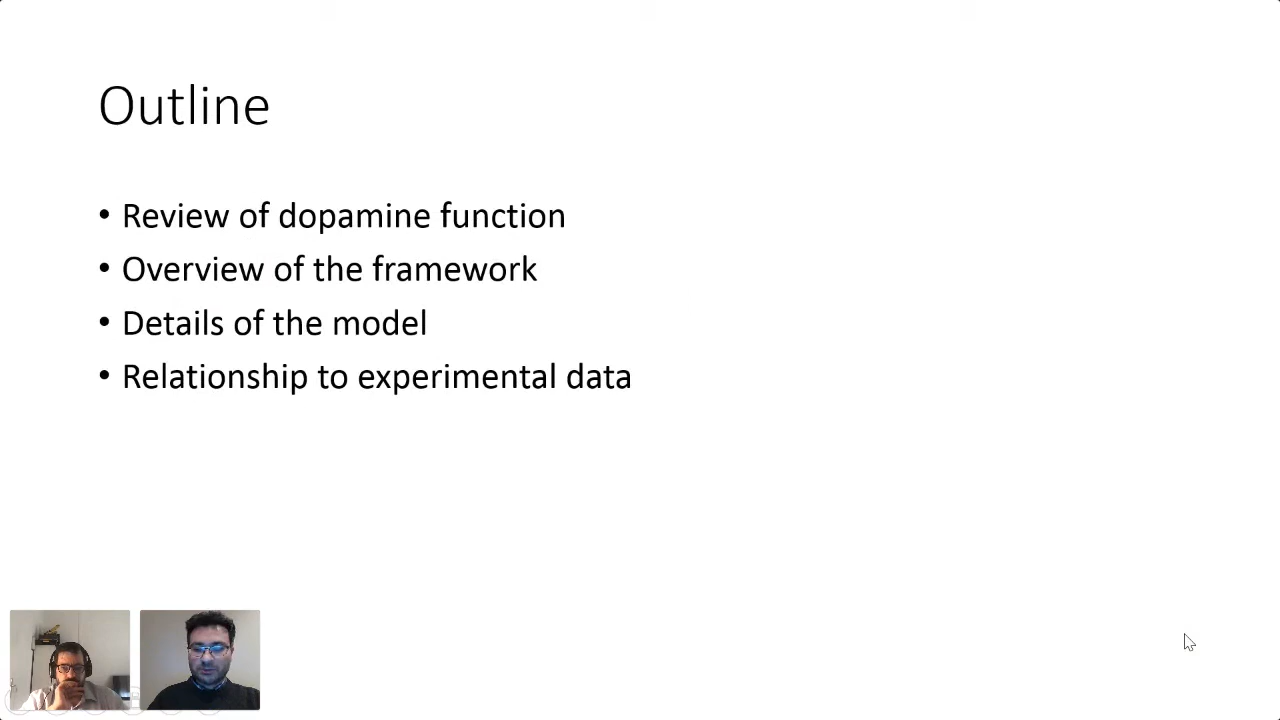 Outline
• Review of dopamine function
• Overview of the framework
• Details of the model
• Relationship to experimental data